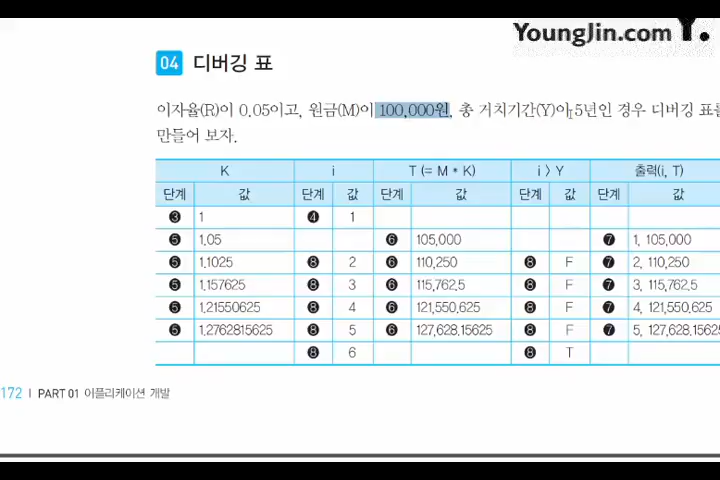 YoungJin.com Y.
04 디버깅 표
이자율(R)이 0.05이고, 원금(M)이 100,000원, 총 거치기간(Y)이 5년인 경우 디버깅 표를
만들어 보자.
K i T (= M * K) i > Y 출력(i, T)
단계 값 단계 값 단계 값 단계 값 단계 값
❸ 1 ❹ 1
❺ 1.05 ❻ 105,000 ❼ 1, 105,000
❺ 1.1025 ❽ 2 ❻ 110,250 ❽ F ❼ 2, 110,250
❺ 1.157625 ❽ 3 ❻ 115,762.5 ❽ F ❼ 3, 115,762.5
❺ 1.21550625 ❽ 4 ❻ 121,550.625 ❽ F ❼ 4, 121,550.625
❺ 1.2762815625 ❽ 5 ❻ 127,628.15625 ❽ F ❼ 5, 127,628.15625
❽ 6 ❽ T
172 | PART 01 어플리케이션 개발